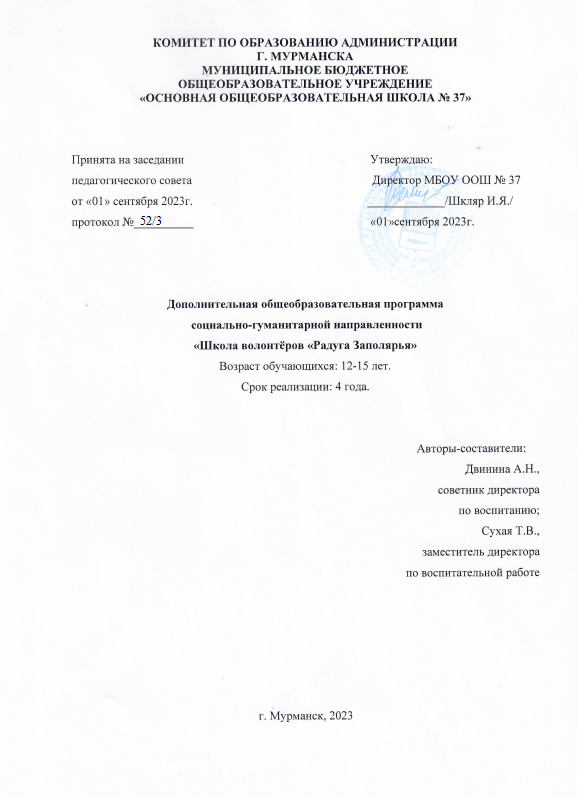 КОМИТЕТ ПО ОБРАЗОВАНИЮ АДМИНИСТРАЦИИ
Г. МУРМАНСКА
МУНИЦИПАЛЬНОЕ БЮДЖЕТНОЕ
ОБЩЕОБРАЗОВАТЕЛЬНОЕ УЧРЕЖДЕНИЕ
«ОСНОВНАЯ ОБЩЕОБРАЗОВАТЕЛЬНАЯ ШКОЛА № 37»
Принята на заседании
педагогического совета
от «01» сентября 2023г.
протокол № 52/3
Утверждаю:
Директор МБОУ ООШ № 37
/Шкляр И.Я./
«01»сентября 2023г.
Дополнительная общеобразовательная программа
социально-гуманитарной направленности
«Школа волонтёров «Радуга Заполярья»
Возраст обучающихся: 12-15 лет.
Срок реализации: 4 года.
Авторы-составители:
Двинина А.Н.,
советник директора
по воспитанию;
Сухая Т.В.,
заместитель директора
по воспитательной работе
г. Мурманск, 2023